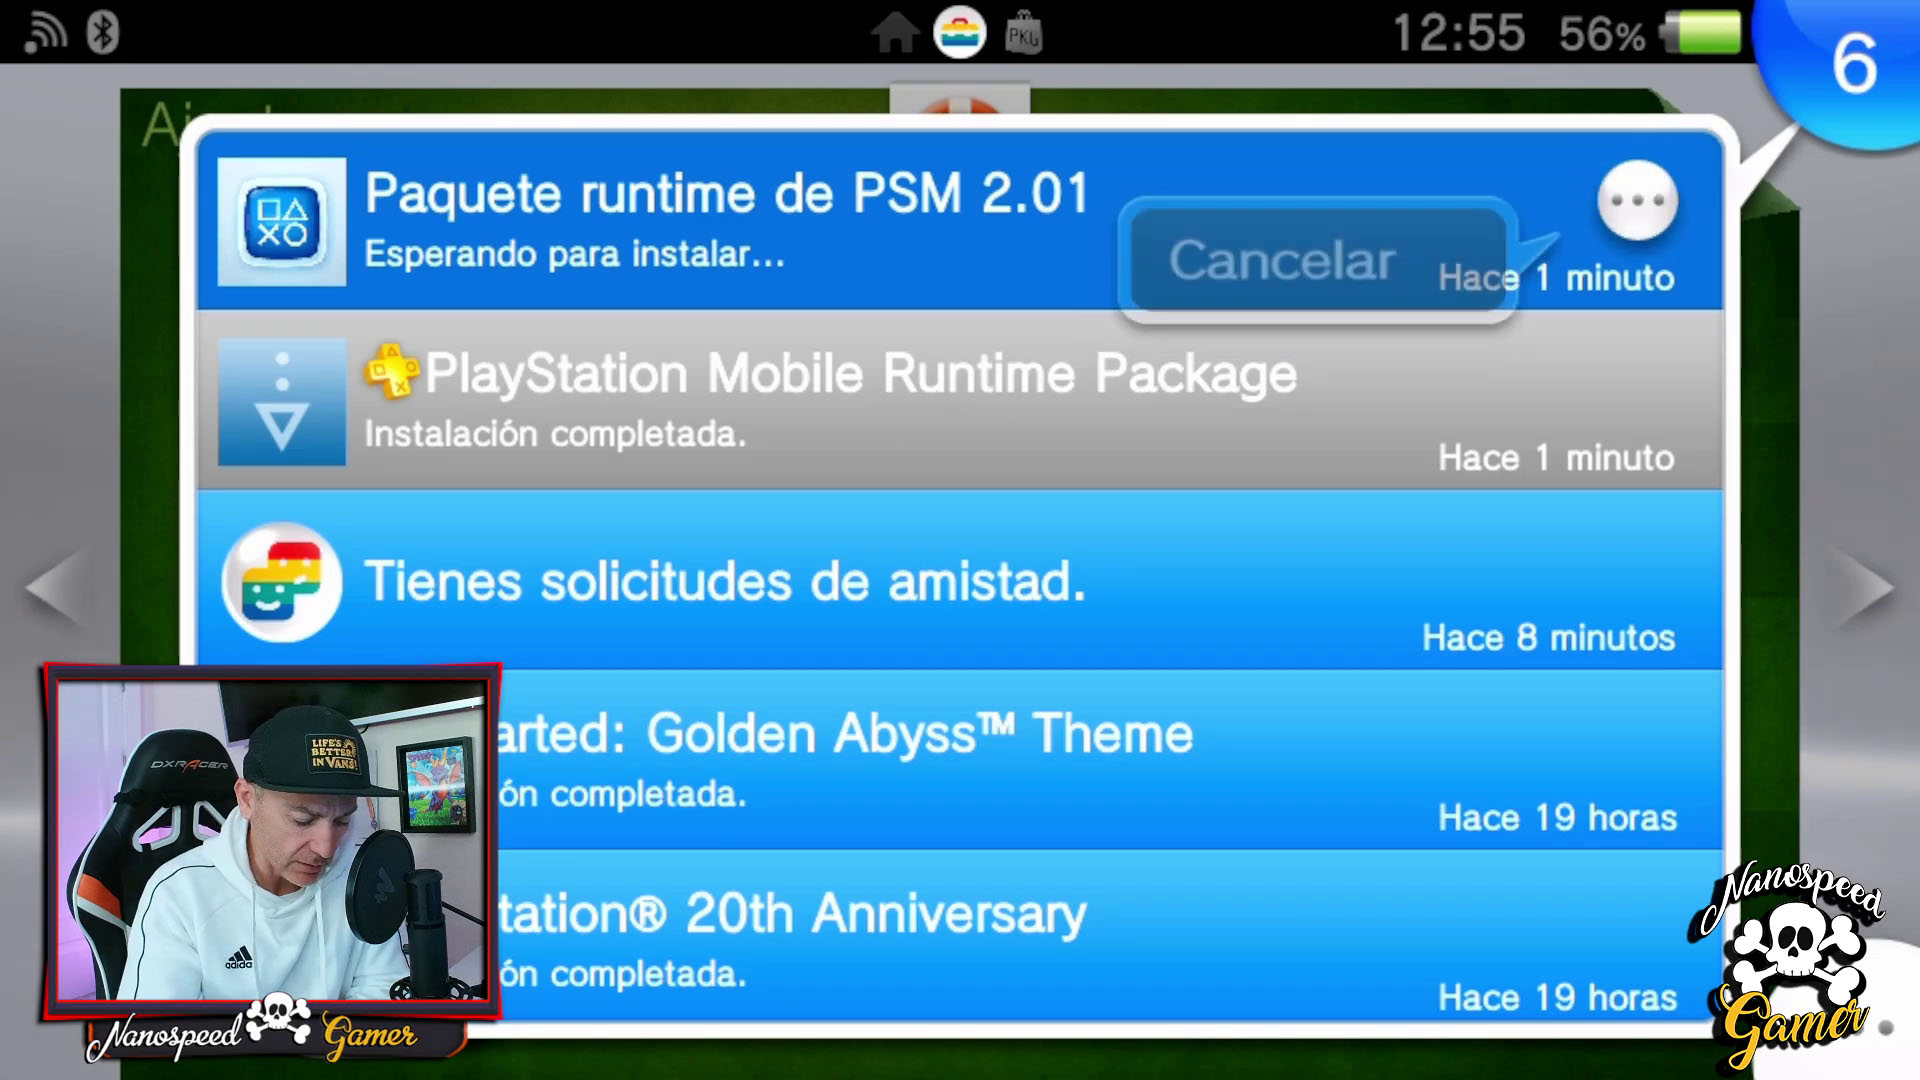 PKG
12:55
56%
6
Paquete runtime de PSM 2.01
Esperando para instalar...
Cancelar
Hace 1 minuto
PlayStation Mobile Runtime Package
Instalación completada.
Hace 1 minuto
Tienes solicitudes de amistad.
Hace 8 minutos
arted: Golden Abyss™ Theme
ón completada.
Hace 19 horas
tation® 20th Anniversary
ón completada.
Hace 19 horas
LIFE'S
BETTER
IN VANS!
DXRACER
adidas
Nanospeed Gamer
Nanospeed
Gamer